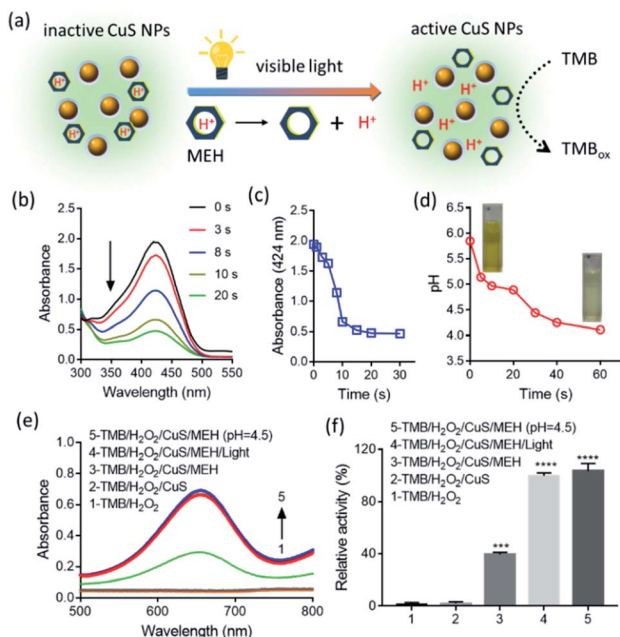 (a)
inactive CuS NPs
active CuS NPs
visible light
H⁺
H⁺
H⁺
H⁺
H⁺
+ H⁺
MEH
H⁺
H⁺
H⁺
H⁺
H⁺
TMB
TMBox
(b)
Absorbance
2.5
2.0
1.5
1.0
0.5
0.0
300 350 400 450 500 550
Wavelength (nm)
0 s
3 s
8 s
10 s
20 s
(c)
Absorbance (424 nm)
2.5
2.0
1.5
1.0
0.5
0.0
0 10 20 30
Time (s)
(d)
pH
6.5
6.0
5.5
5.0
4.5
4.0
3.5
0 20 40 60
Time (s)
(e)
5-TMB/H₂O₂/CuS/MEH (pH=4.5)
4-TMB/H₂O₂/CuS/MEH/Light
3-TMB/H₂O₂/CuS/MEH
2-TMB/H₂O₂/CuS
1-TMB/H₂O₂
5
1
Absorbance
1.0
0.8
0.6
0.4
0.2
0.0
500 600 700 800
Wavelength (nm)
(f)
5-TMB/H₂O₂/CuS/MEH (pH=4.5)
4-TMB/H₂O₂/CuS/MEH/Light
3-TMB/H₂O₂/CuS/MEH
2-TMB/H₂O₂/CuS
1-TMB/H₂O₂
Relative activity (%)
120
80
40
0
***
****
****
1 2 3 4 5